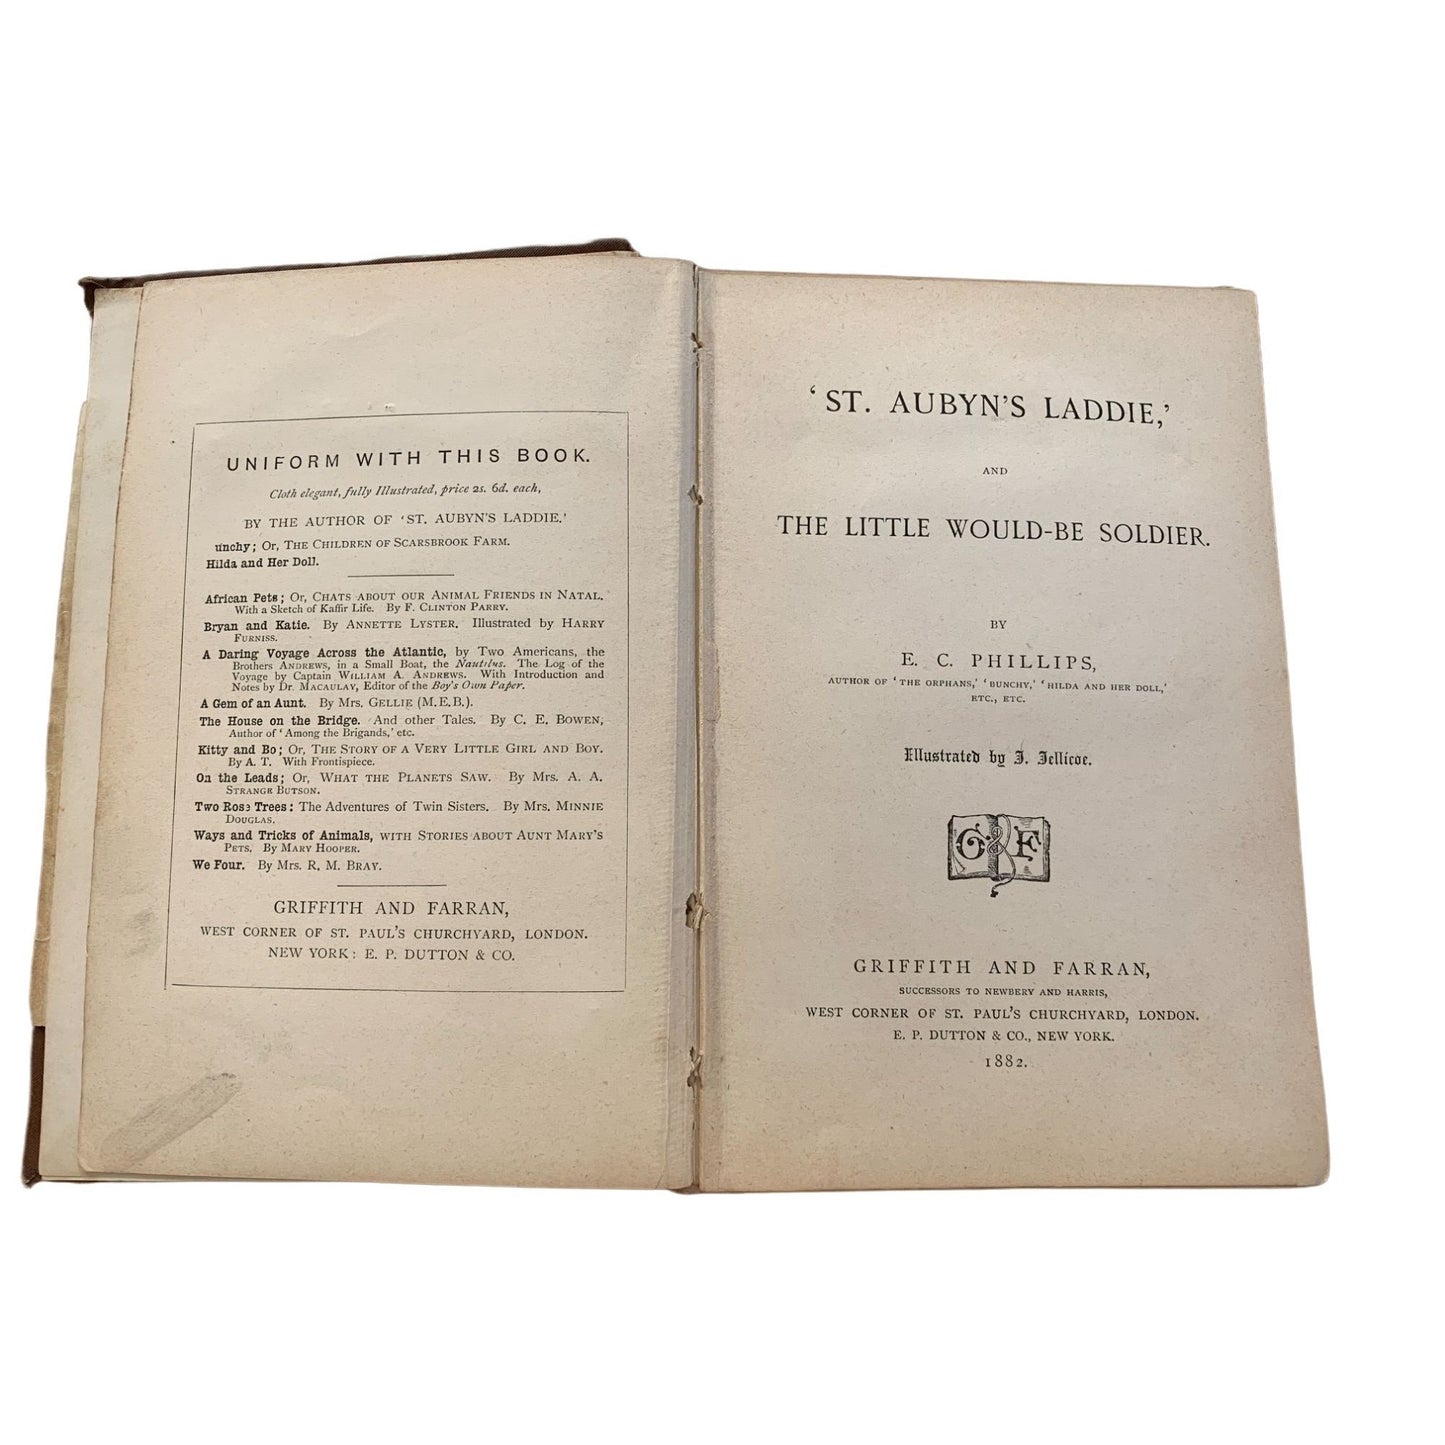 UNIFORM WITH THIS BOOK.
Cloth elegant, fully Illustrated, price 2s. 6d. each,
BY THE AUTHOR OF ‘ST. AUBYN'S LADDIE.’
unchy; Or, THE CHILDREN OF SCARSBROOK FARM.
Hilda and Her Doll.
African Pets; Or, CHATS ABOUT OUR ANIMAL FRIENDS IN NATAL.
With a Sketch of Kaffir Life. By F. CLINTON PARRY.
Bryan and Katie. By ANNETTE LYSTER. Illustrated by HARRY
FURNISS.
A Daring Voyage Across the Atlantic, by Two Americans, the
Brothers ANDREWS, in a Small Boat, the Nautilus. The Log of the
Voyage by Captain WILLIAM A. ANDREWS. With Introduction and
Notes by Dr. MACAULAY, Editor of the Boy's Own Paper.
A Gem of an Aunt. By Mrs. GELLIE (M.E.B.).
The House on the Bridge. And other Tales. By C. E. BOWEN,
Author of ‘Among the Brigands,’ etc.
Kitty and Bo; Or, THE STORY OF A VERY LITTLE GIRL AND BOY.
By A. T. With Frontispiece.
On the Leads; Or, WHAT THE PLANETS SAW. By Mrs. A. A.
STRANGE BUTSON.
Two Rose Trees: The Adventures of Twin Sisters. By Mrs. MINNIE
DOUGLAS.
Ways and Tricks of Animals, WITH STORIES ABOUT AUNT MARY'S
PETS. By MARY HOOPER.
We Four. By Mrs. R. M. BRAY.
GRIFFITH AND FARRAN,
WEST CORNER OF ST. PAUL'S CHURCHYARD, LONDON.
NEW YORK: E. P. DUTTON & CO.
‘ST. AUBYN'S LADDIE,’
AND
THE LITTLE WOULD-BE SOLDIER.
BY
E. C. PHILLIPS,
AUTHOR OF ‘THE ORPHANS,’ ‘BUNCHY,’ ‘HILDA AND HER DOLL,’
ETC., ETC.
Illustrated by J. Jellicoe.
G & F
GRIFFITH AND FARRAN,
SUCCESSORS TO NEWBERY AND HARRIS,
WEST CORNER OF ST. PAUL'S CHURCHYARD, LONDON.
E. P. DUTTON & CO., NEW YORK.
1882.